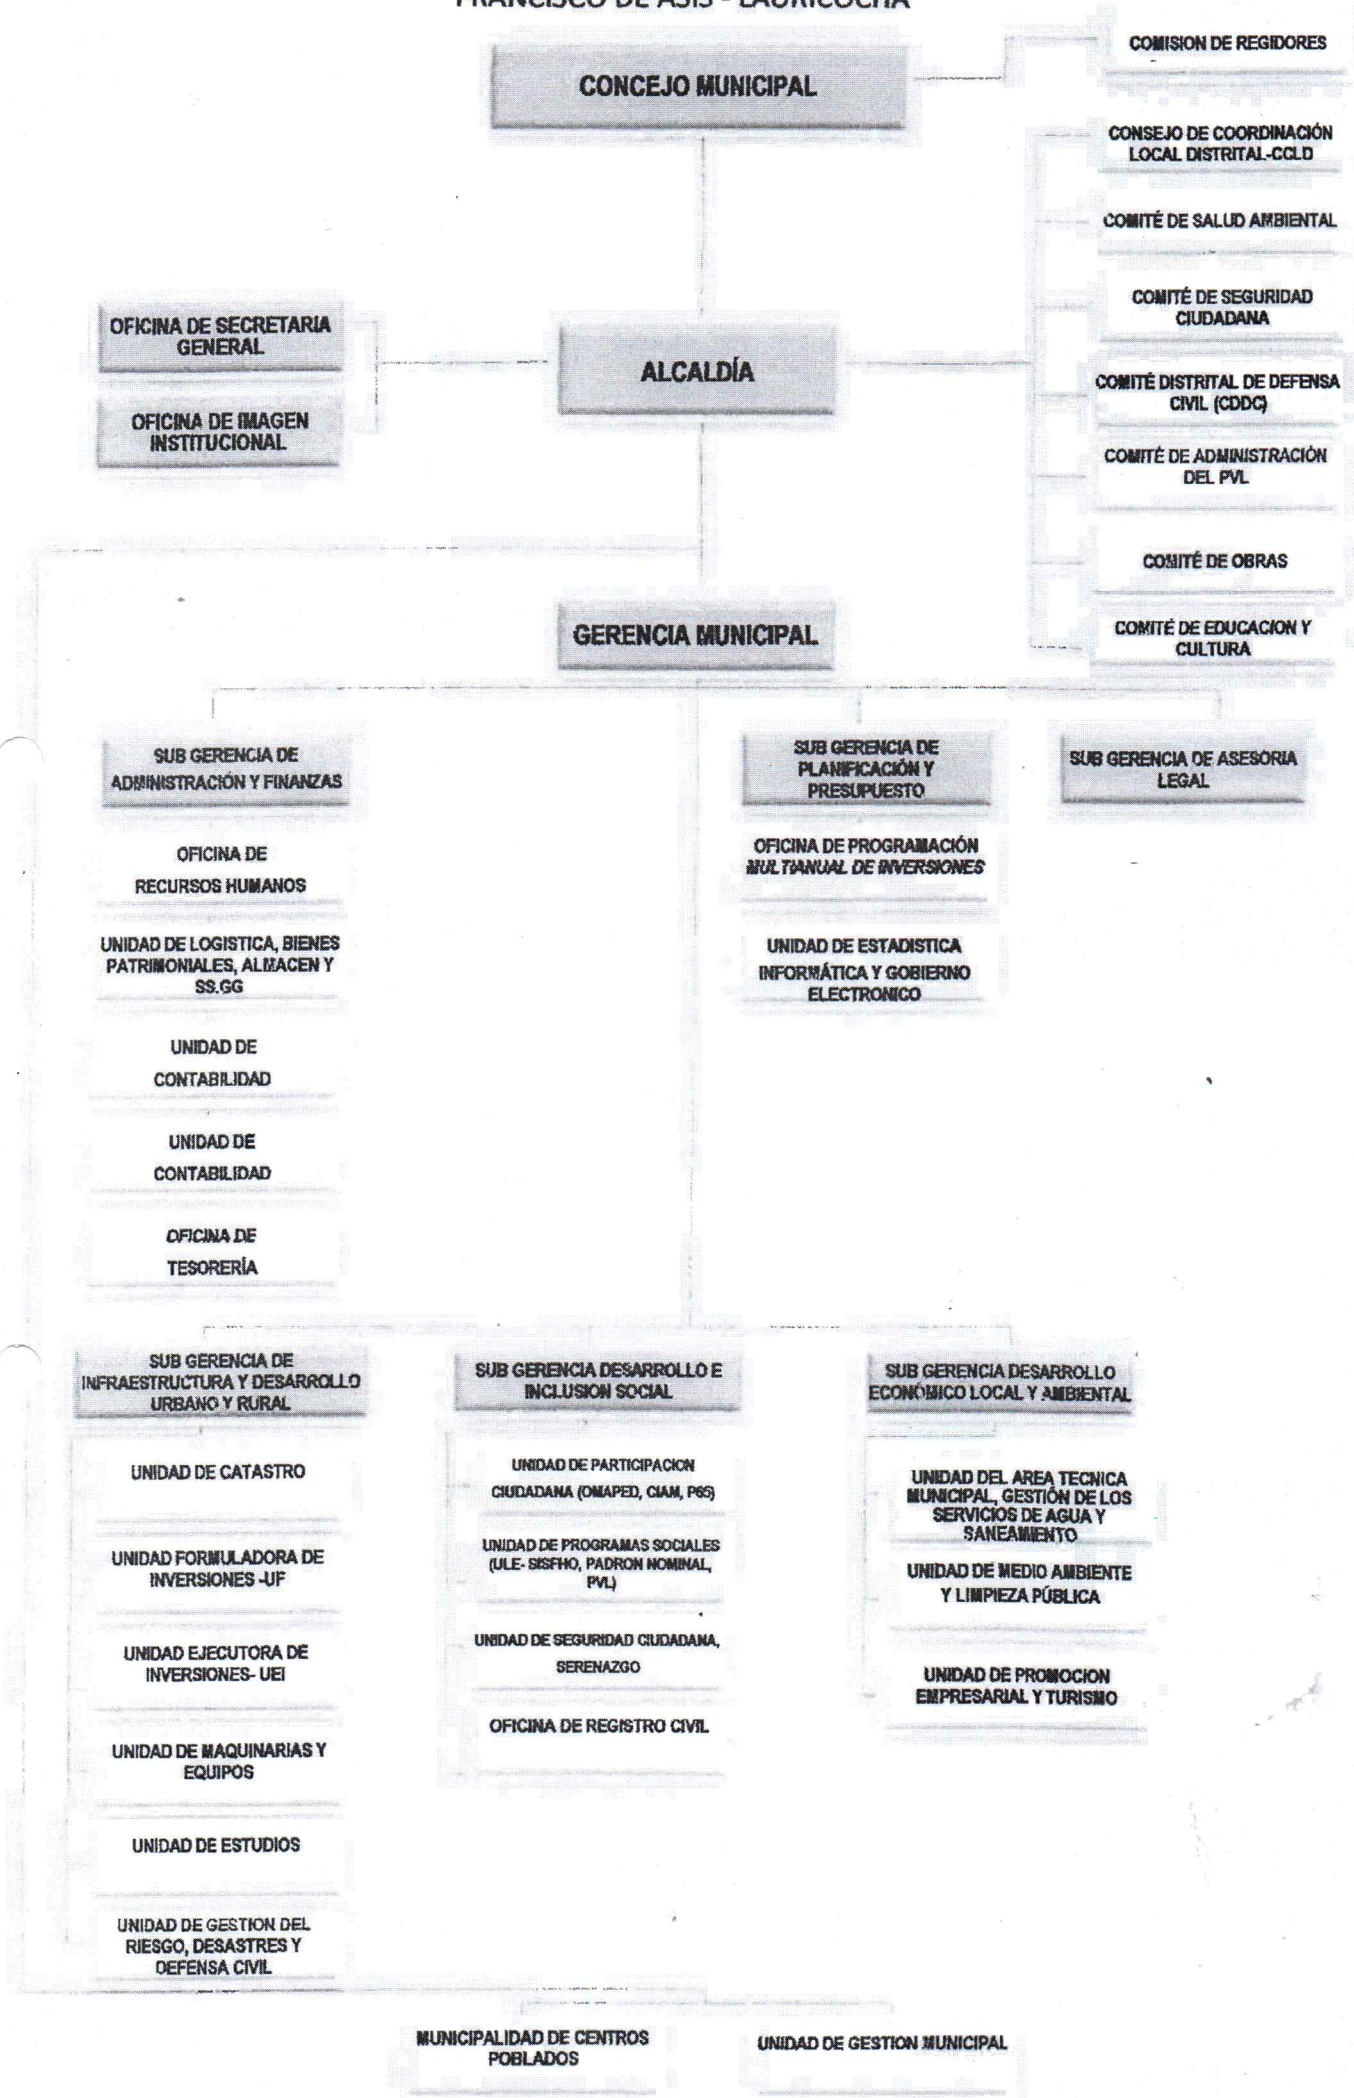 FRANCISCO DE ASIS - LAURICOCHA
CONCEJO MUNICIPAL
COMISION DE REGIDORES
CONSEJO DE COORDINACIÓN
LOCAL DISTRITAL-CCLD
COMITÉ DE SALUD AMBIENTAL
COMITÉ DE SEGURIDAD
CIUDADANA
COMITÉ DISTRITAL DE DEFENSA
CIVIL (CDDC)
COMITÉ DE ADMINISTRACIÓN
DEL PVL
COMITÉ DE OBRAS
COMITÉ DE EDUCACION Y
CULTURA
OFICINA DE SECRETARIA
GENERAL
OFICINA DE IMAGEN
INSTITUCIONAL
ALCALDÍA
GERENCIA MUNICIPAL
SUB GERENCIA DE
ADMINISTRACIÓN Y FINANZAS
OFICINA DE
RECURSOS HUMANOS
UNIDAD DE LOGISTICA, BIENES
PATRIMONIALES, ALMACEN Y
SS.GG
UNIDAD DE
CONTABILIDAD
UNIDAD DE
CONTABILIDAD
OFICINA DE
TESORERÍA
SUB GERENCIA DE
PLANIFICACIÓN Y
PRESUPUESTO
OFICINA DE PROGRAMACIÓN
MULTIANUAL DE INVERSIONES
UNIDAD DE ESTADISTICA
INFORMÁTICA Y GOBIERNO
ELECTRONICO
SUB GERENCIA DE ASESORIA
LEGAL
SUB GERENCIA DE
INFRAESTRUCTURA Y DESARROLLO
URBANO Y RURAL
UNIDAD DE CATASTRO
UNIDAD FORMULADORA DE
INVERSIONES -UF
UNIDAD EJECUTORA DE
INVERSIONES- UEI
UNIDAD DE MAQUINARIAS Y
EQUIPOS
UNIDAD DE ESTUDIOS
UNIDAD DE GESTION DEL
RIESGO, DESASTRES Y
DEFENSA CIVIL
SUB GERENCIA DESARROLLO E
INCLUSION SOCIAL
UNIDAD DE PARTICIPACION
CIUDADANA (OMAPED, CIAM, P65)
UNIDAD DE PROGRAMAS SOCIALES
(ULE- SISFHO, PADRON NOMINAL,
PVL)
UNIDAD DE SEGURIDAD CIUDADANA,
SERENAZGO
OFICINA DE REGISTRO CIVIL
SUB GERENCIA DESARROLLO
ECONÓMICO LOCAL Y AMBIENTAL
UNIDAD DEL AREA TECNICA
MUNICIPAL, GESTIÓN DE LOS
SERVICIOS DE AGUA Y
SANEAMIENTO
UNIDAD DE MEDIO AMBIENTE
Y LIMPIEZA PÚBLICA
UNIDAD DE PROMOCION
EMPRESARIAL Y TURISMO
MUNICIPALIDAD DE CENTROS
POBLADOS
UNIDAD DE GESTION MUNICIPAL